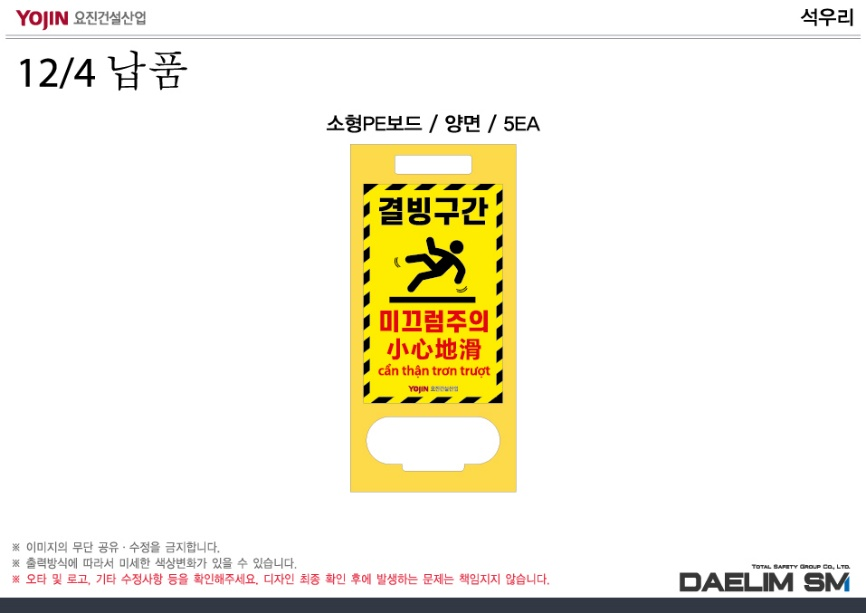 YOJIN 요진건설산업
석우리
12/4 납품
소형PE보드 / 양면 / 5EA
결빙구간
미끄럼주의
小心地滑
cẩn thận trơn trượt
YOJIN 요진건설산업
※ 이미지의 무단 공유 · 수정을 금지합니다.
※ 출력방식에 따라서 미세한 색상변화가 있을 수 있습니다.
※ 오타 및 로고, 기타 수정사항 등을 확인해주세요. 디자인 최종 확인 후에 발생하는 문제는 책임지지 않습니다.
TOTAL SAFETY GROUP CO., LTD.
DAELIM SM